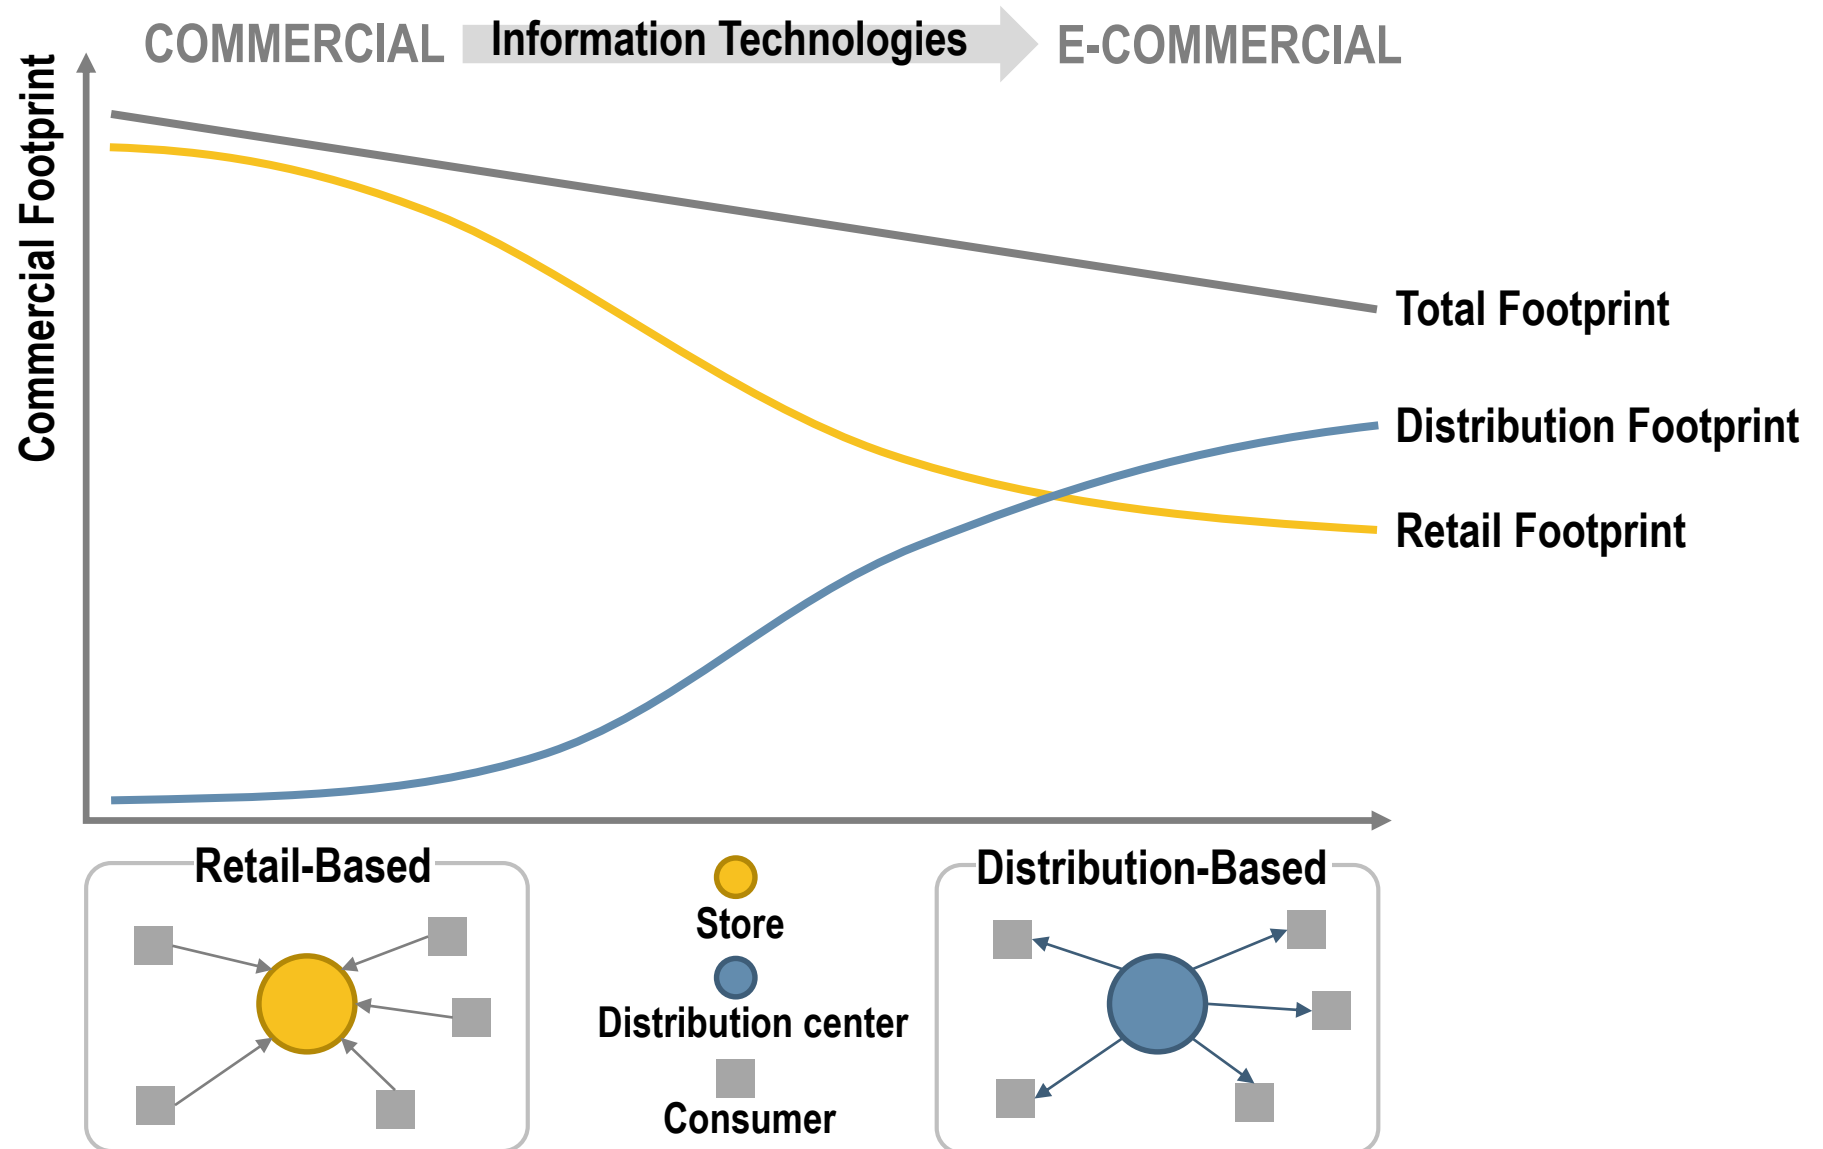 COMMERCIAL
Information Technologies
E-COMMERCIAL
Commercial Footprint
Total Footprint
Distribution Footprint
Retail Footprint
Retail-Based
Store
Distribution center
Consumer
Distribution-Based